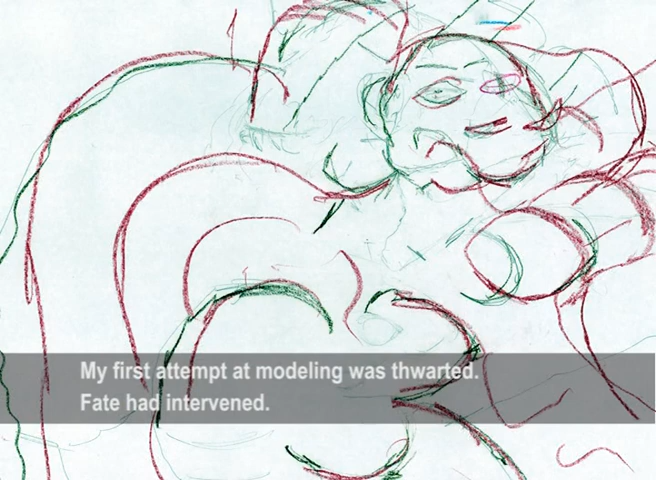 My first attempt at modeling was thwarted.
Fate had intervened.